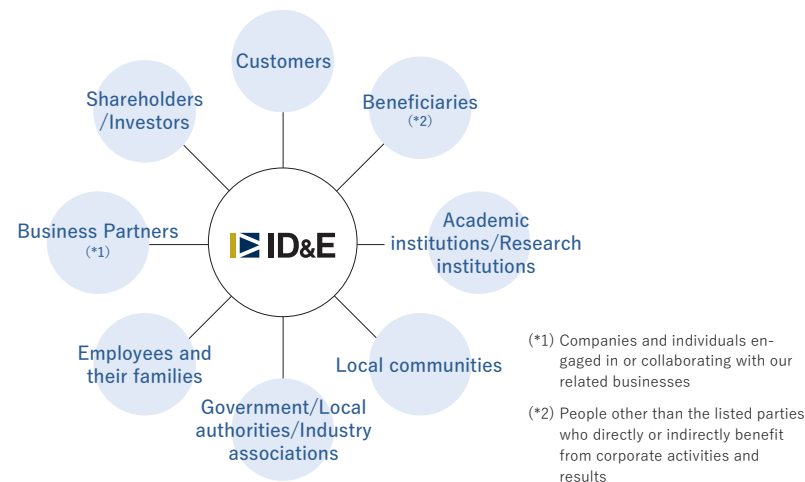 Customers
Shareholders
/Investors
Beneficiaries
(*2)
Business Partners
(*1)
ID&E
Academic
institutions/Research
institutions
Employees and
their families
Local communities
Government/Local
authorities/Industry
associations
(*1) Companies and individuals en-
gaged in or collaborating with our
related businesses
(*2) People other than the listed parties
who directly or indirectly benefit
from corporate activities and
results